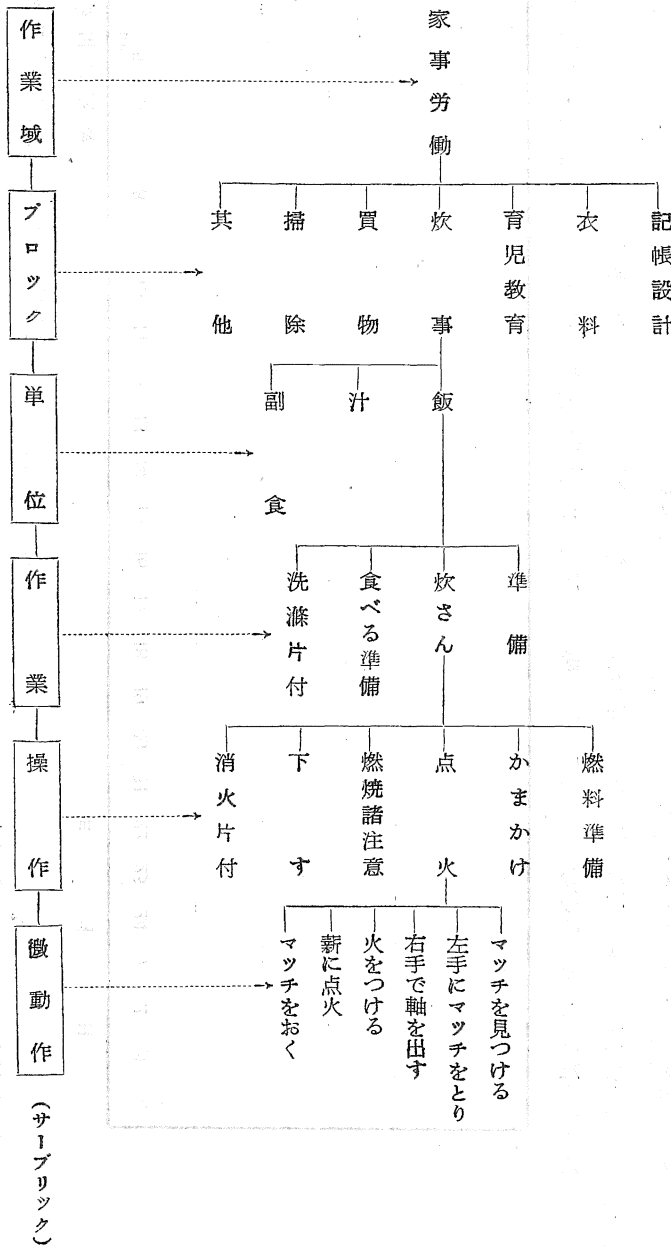 家事労働
記帳設計
衣料
育児教育
炊事
買物
掃除
其他
飯
汁
副食
準備
炊さん
食べる準備
洗滌片付
燃料準備
かまかけ
点火
燃焼諸注意
下す
消火片付
マッチを見つける
左手にマッチをとり
右手で軸を出す
火をつける
薪に点火
マッチをおく
作業域
ブロック
単位
作業
操作
微動作
(サーブリック)